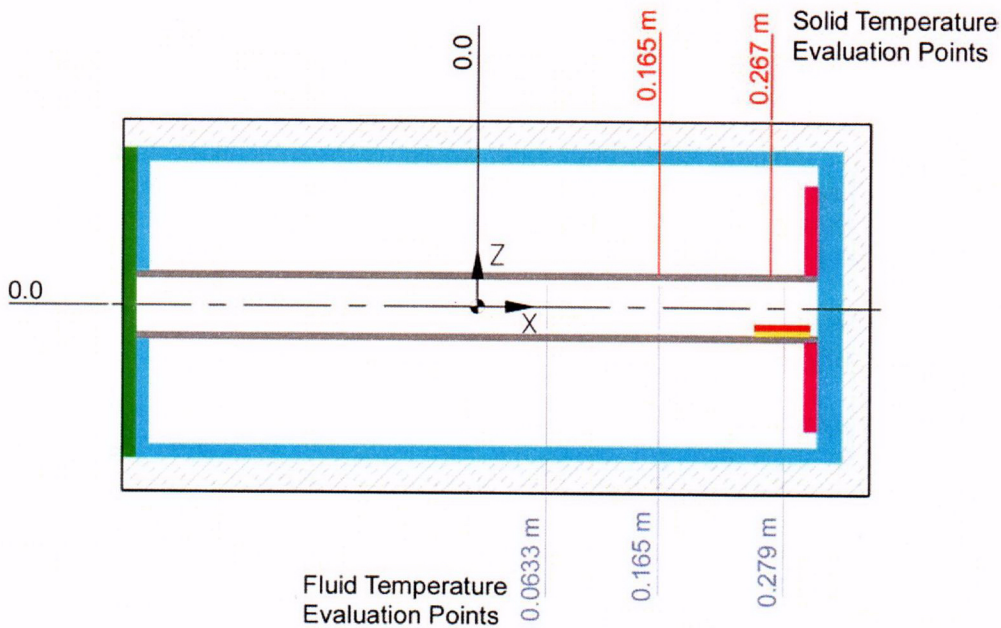 0.0
0.165 m
0.267 m
Solid Temperature
Evaluation Points
Z
0.0
X
0.0633 m
0.165 m
0.279 m
Fluid Temperature
Evaluation Points